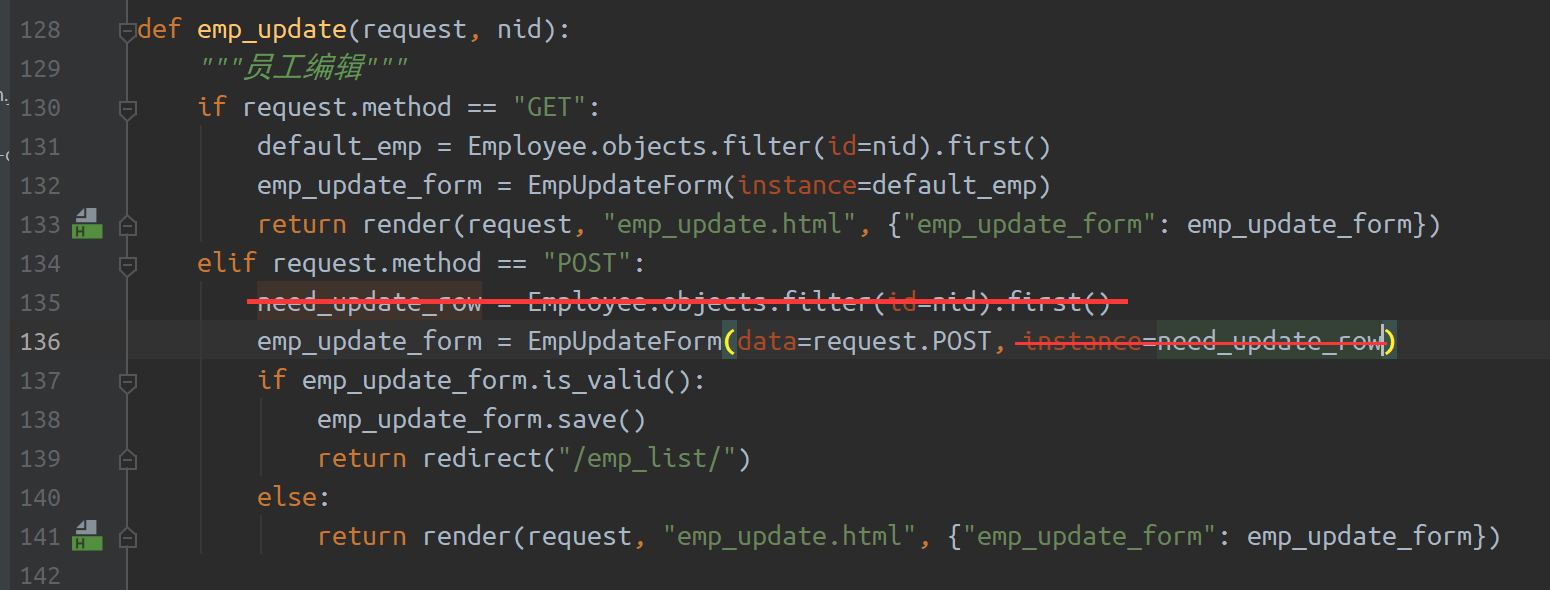 128 def emp_update(request, nid):
129     """员工编辑"""
130     if request.method == "GET":
131         default_emp = Employee.objects.filter(id=nid).first()
132         emp_update_form = EmpUpdateForm(instance=default_emp)
133 H         return render(request, "emp_update.html", {"emp_update_form": emp_update_form})
134     elif request.method == "POST":
135         need_update_row = Employee.objects.filter(id=nid).first()
136         emp_update_form = EmpUpdateForm(data=request.POST, instance=need_update_row)
137         if emp_update_form.is_valid():
138             emp_update_form.save()
139             return redirect("/emp_list/")
140         else:
141 H             return render(request, "emp_update.html", {"emp_update_form": emp_update_form})
142